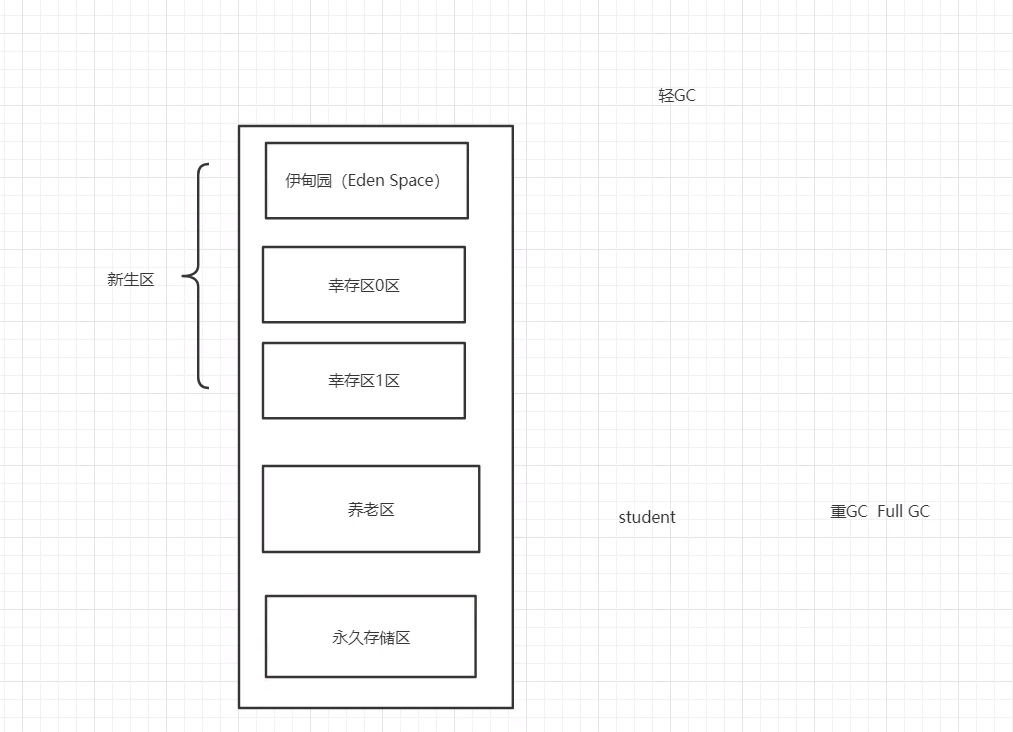 轻GC
伊甸园（Eden Space）
新生区
幸存区0区
幸存区1区
养老区
student
重GC  Full GC
永久存储区